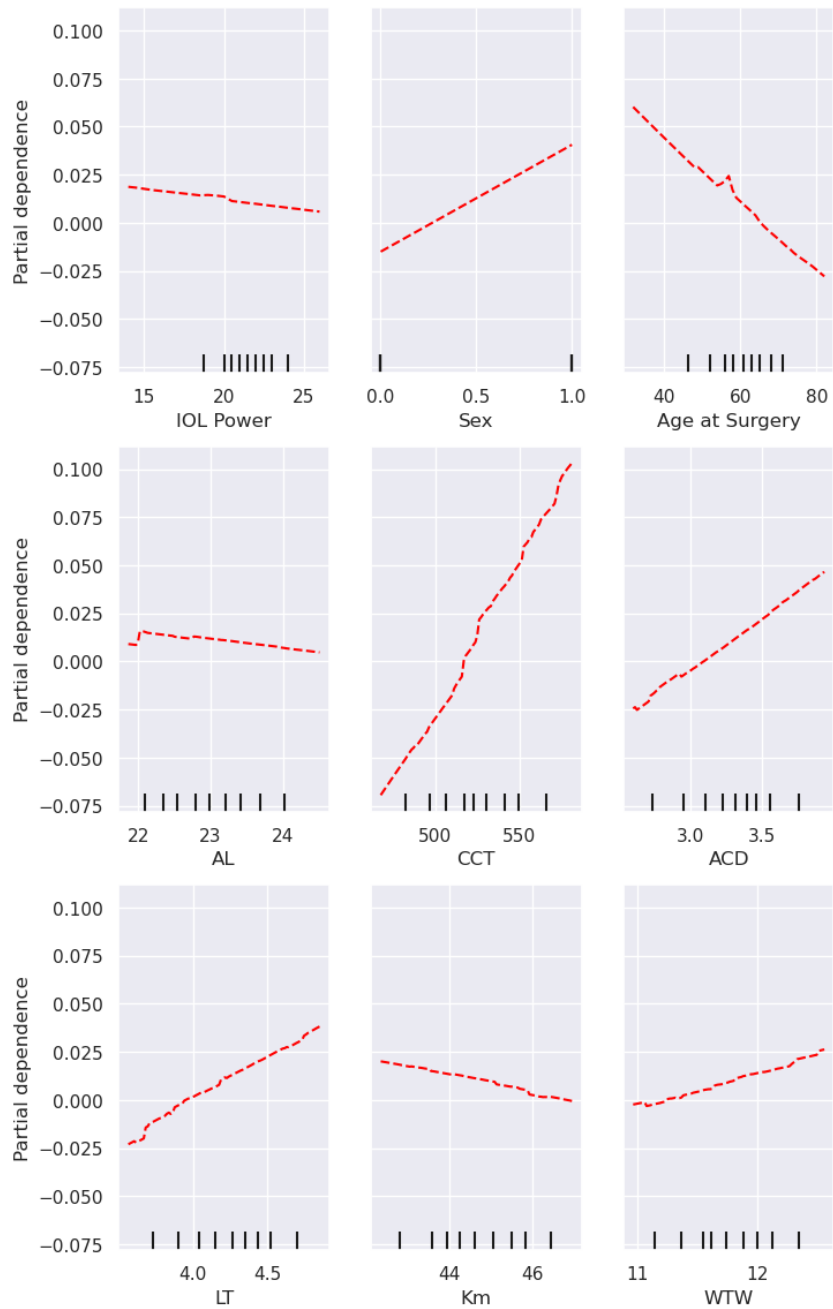 0.100
0.075
0.050
0.025
0.000
−0.025
−0.050
−0.075
Partial dependence
15 20 25
IOL Power
0.0 0.5 1.0
Sex
40 60 80
Age at Surgery
0.100
0.075
0.050
0.025
0.000
−0.025
−0.050
−0.075
Partial dependence
22 23 24
AL
500 550
CCT
3.0 3.5
ACD
0.100
0.075
0.050
0.025
0.000
−0.025
−0.050
−0.075
Partial dependence
4.0 4.5
LT
44 46
Km
11 12
WTW